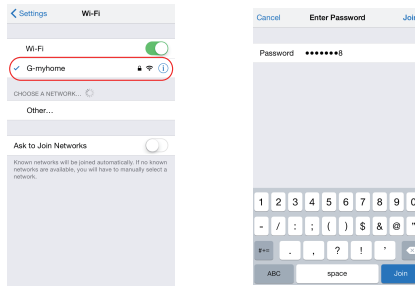 Settings Wi-Fi
Wi-Fi
G-myhome
CHOOSE A NETWORK...
Other...
Ask to Join Networks
Known networks will be joined automatically. If no known
networks are available, you will have to manually select a
network.
Cancel Enter Password Join
Password ●●●●●●●8
1 2 3 4 5 6 7 8 9 0
- / : ; ( ) $ & @ "
#+= . , ? ! '
ABC space Join